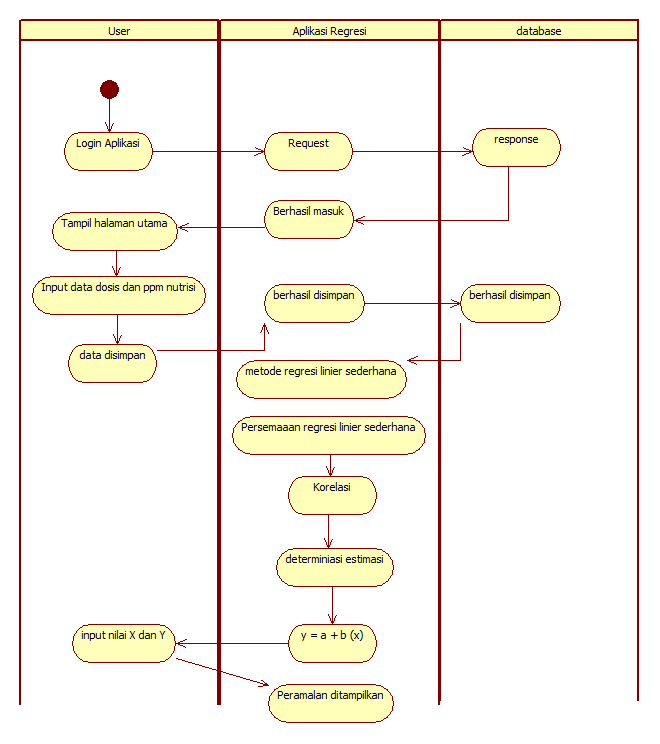 User
Aplikasi Regresi
database
Login Aplikasi
Request
response
Berhasil masuk
Tampil halaman utama
Input data dosis dan ppm nutrisi
berhasil disimpan
berhasil disimpan
data disimpan
metode regresi linier sederhana
Persemaaan regresi linier sederhana
Korelasi
determiniasi estimasi
input nilai X dan Y
y = a + b (x)
Peramalan ditampilkan